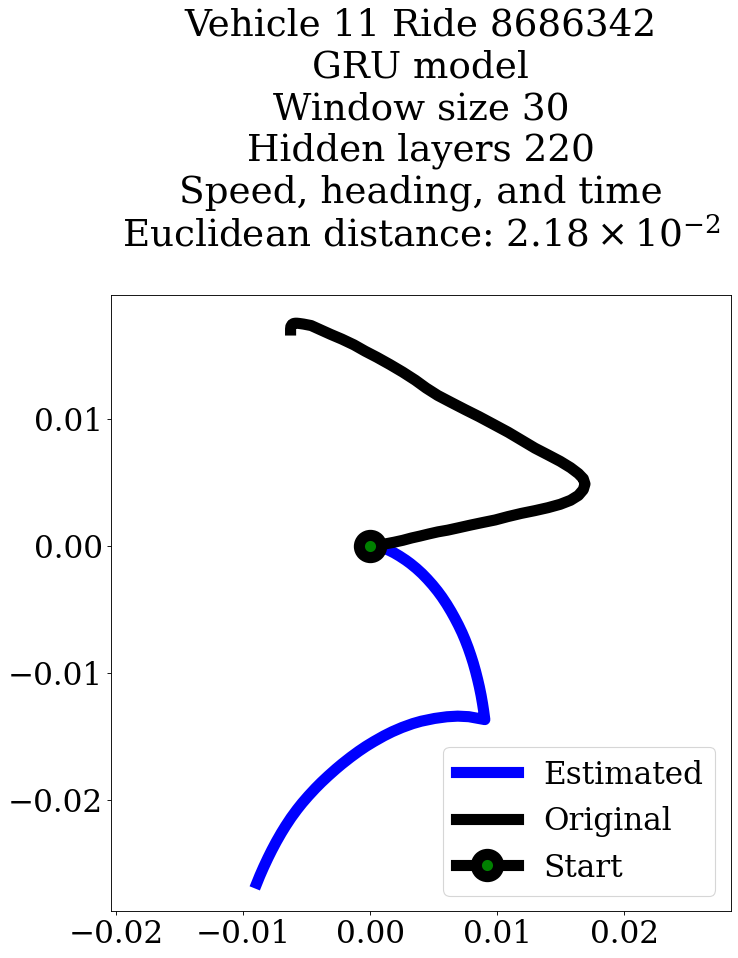 Vehicle 11 Ride 8686342
GRU model
Window size 30
Hidden layers 220
Speed, heading, and time
Euclidean distance: 2.18 × 10⁻²
0.01
0.00
−0.01
−0.02
Estimated
Original
Start
−0.02 −0.01 0.00 0.01 0.02